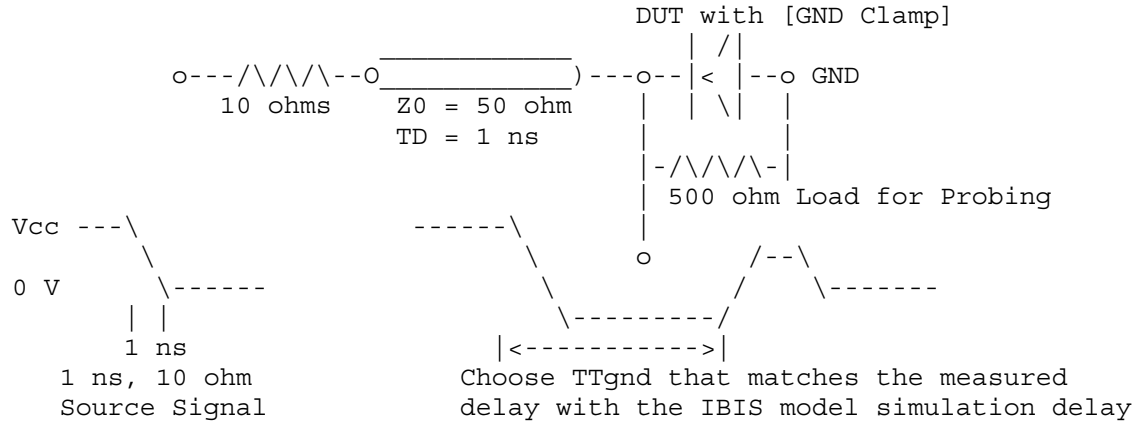 DUT with [GND Clamp]
GND
10 ohms Z0 = 50 ohm
TD = 1 ns
500 ohm Load for Probing
Vcc
0 V
1 ns
1 ns, 10 ohm Choose TTgnd that matches the measured
Source Signal delay with the IBIS model simulation delay